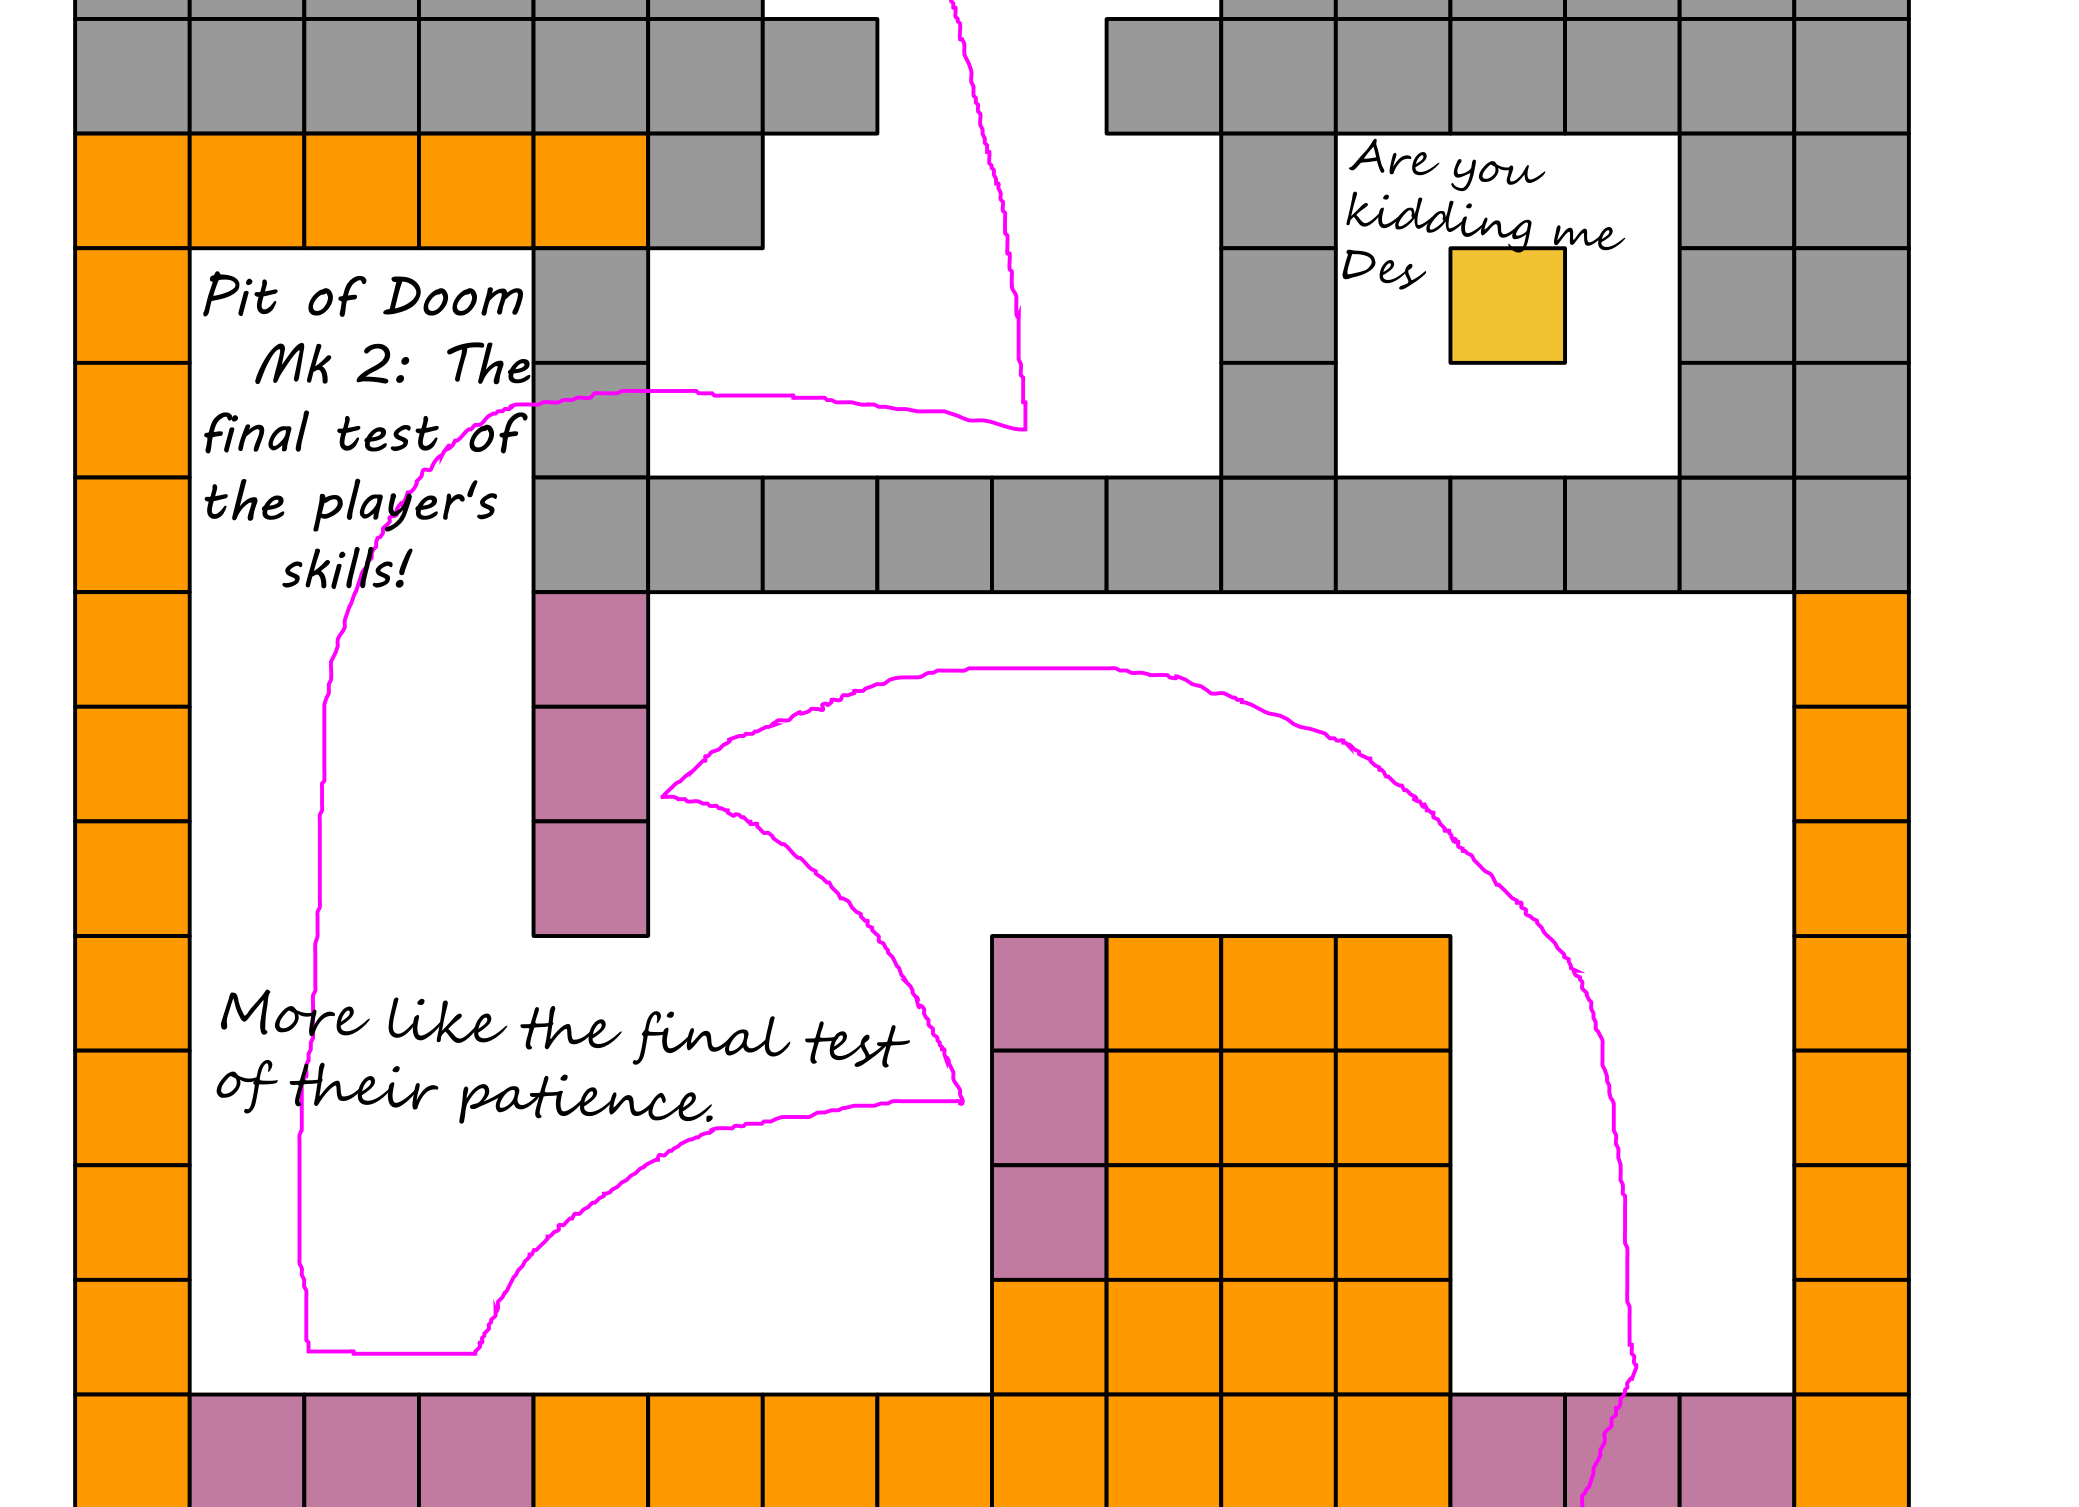 Are you
kidding me
Des
Pit of Doom
Mk 2: The
final test of
the player's
skills!
More like the final test
of their patience.